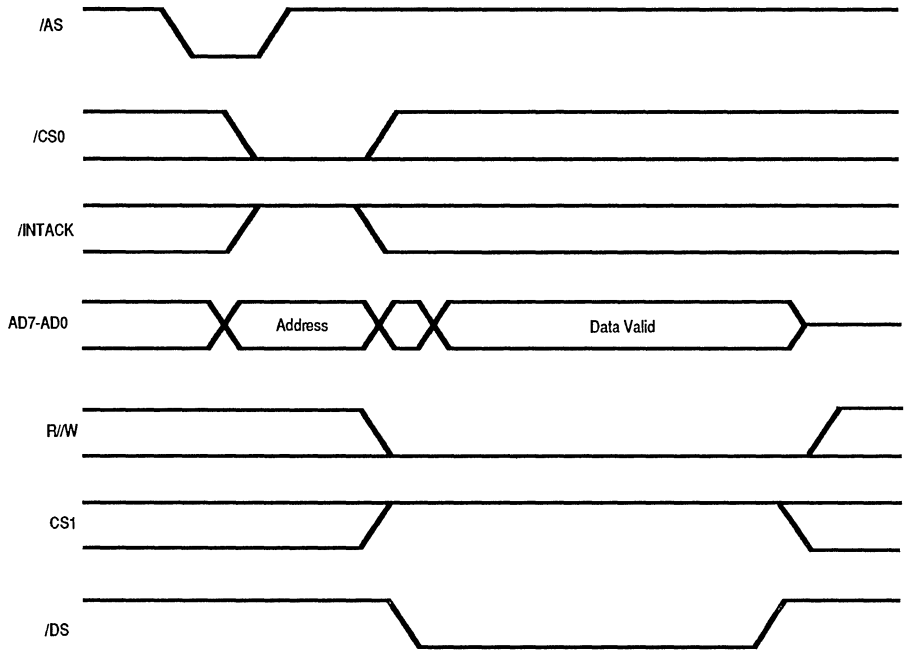 /AS
/CS0
/INTACK
AD7-AD0 Address Data Valid
R//W
CS1
/DS